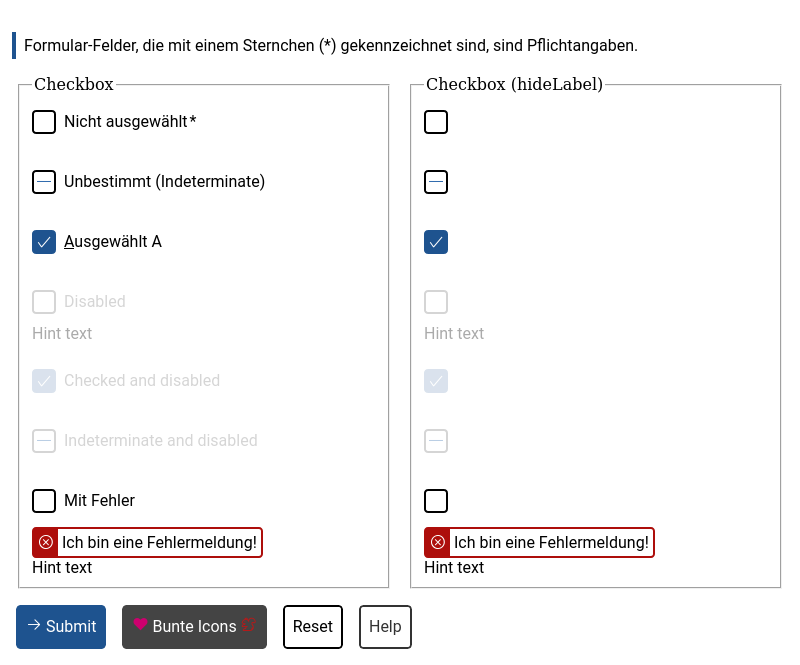 Formular-Felder, die mit einem Sternchen (*) gekennzeichnet sind, sind Pflichtangaben.
Checkbox
Nicht ausgewählt*
Unbestimmt (Indeterminate)
Ausgewählt A
Disabled
Hint text
Checked and disabled
Indeterminate and disabled
Mit Fehler
Ich bin eine Fehlermeldung!
Hint text
Checkbox (hideLabel)
Hint text
Ich bin eine Fehlermeldung!
Hint text
Submit
Bunte Icons
Reset
Help